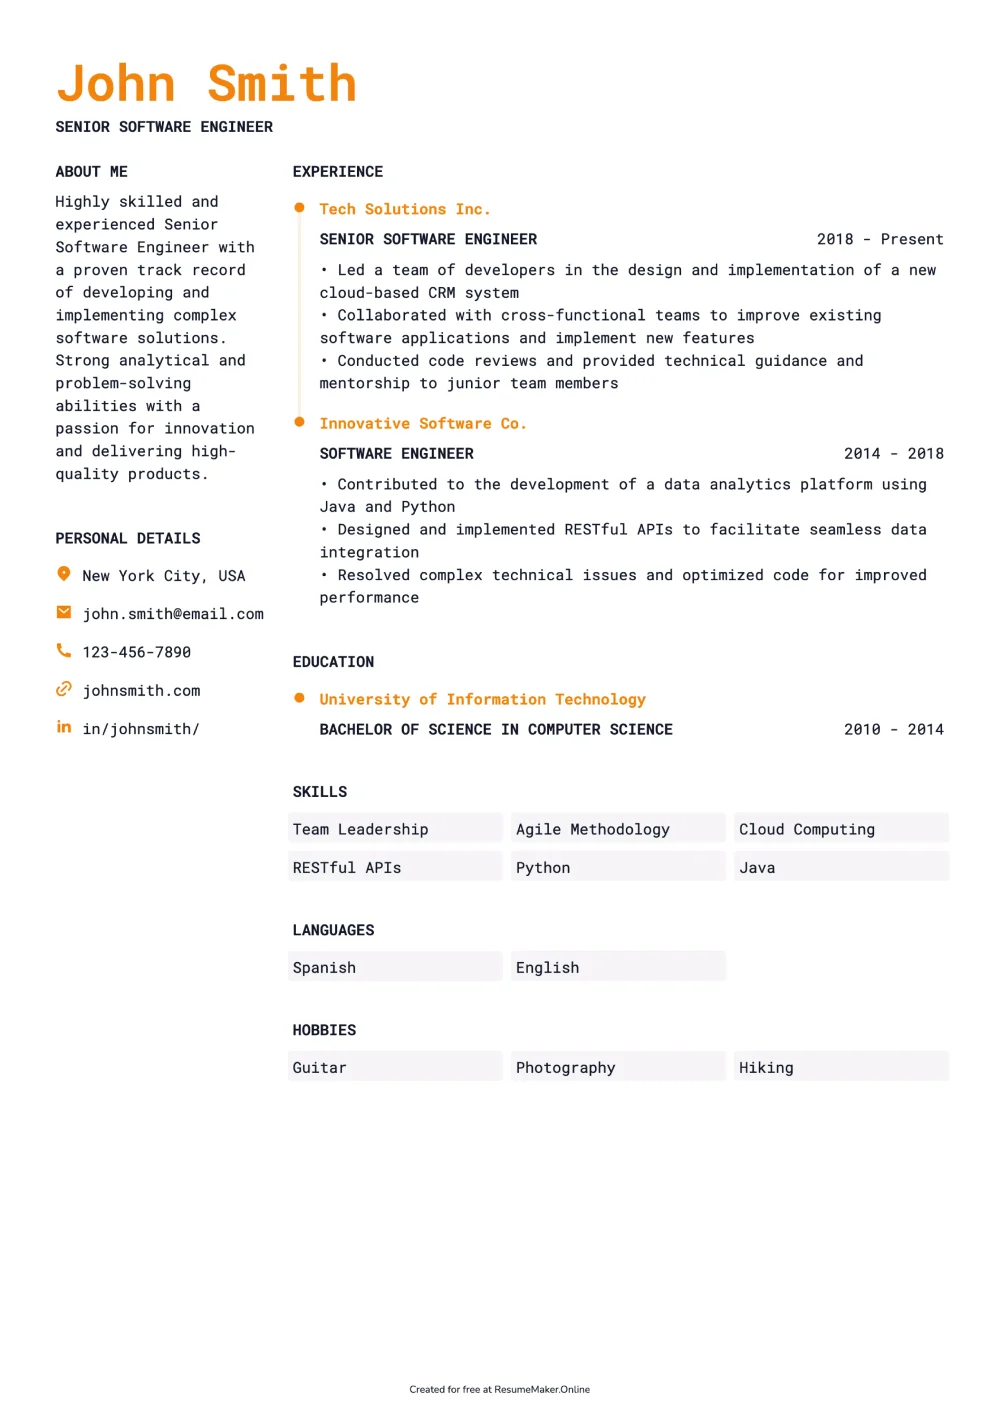 John Smith
SENIOR SOFTWARE ENGINEER
ABOUT ME
Highly skilled and
experienced Senior
Software Engineer with
a proven track record
of developing and
implementing complex
software solutions.
Strong analytical and
problem-solving
abilities with a
passion for innovation
and delivering high-
quality products.
PERSONAL DETAILS
New York City, USA
john.smith@email.com
123-456-7890
johnsmith.com
in/johnsmith/
EXPERIENCE
Tech Solutions Inc.
SENIOR SOFTWARE ENGINEER 2018 - Present
• Led a team of developers in the design and implementation of a new
cloud-based CRM system
• Collaborated with cross-functional teams to improve existing
software applications and implement new features
• Conducted code reviews and provided technical guidance and
mentorship to junior team members
Innovative Software Co.
SOFTWARE ENGINEER 2014 - 2018
• Contributed to the development of a data analytics platform using
Java and Python
• Designed and implemented RESTful APIs to facilitate seamless data
integration
• Resolved complex technical issues and optimized code for improved
performance
EDUCATION
University of Information Technology
BACHELOR OF SCIENCE IN COMPUTER SCIENCE 2010 - 2014
SKILLS
Team Leadership Agile Methodology Cloud Computing
RESTful APIs Python Java
LANGUAGES
Spanish English
HOBBIES
Guitar Photography Hiking
Created for free at ResumeMaker.Online